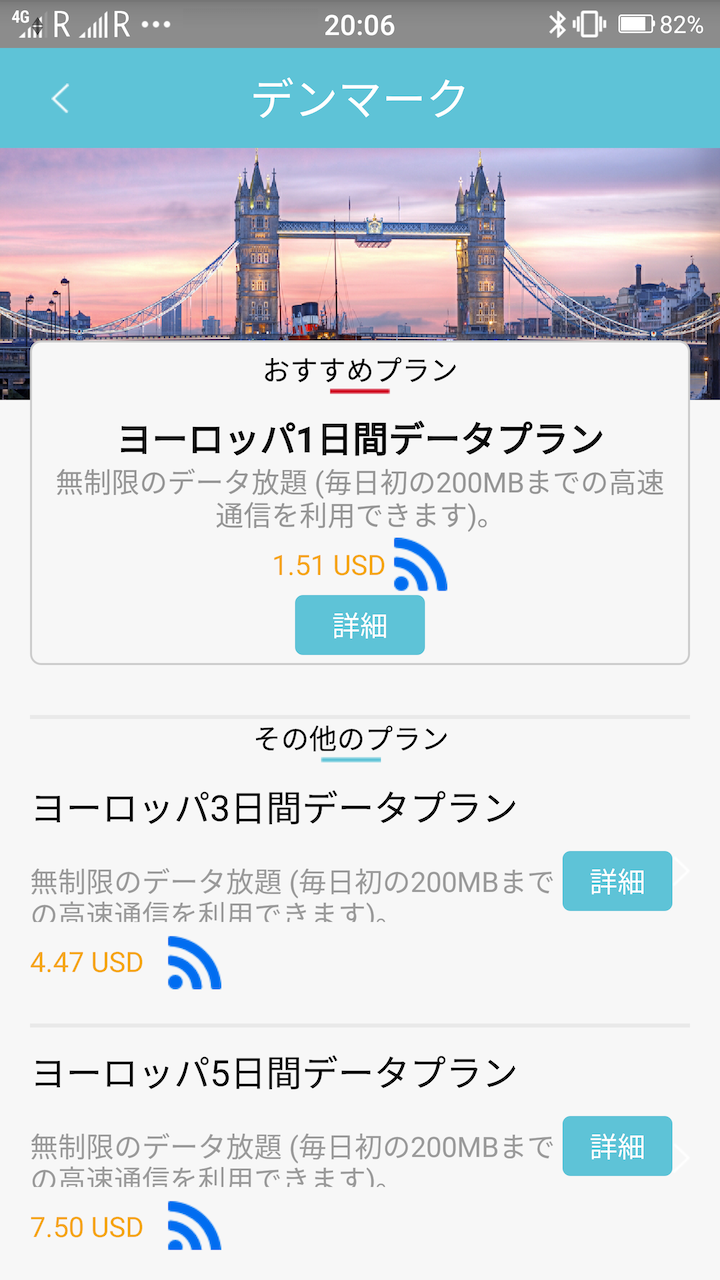 4G R R ••• 20:06 82%
デンマーク
おすすめプラン
ヨーロッパ1日間データプラン
無制限のデータ放題 (毎日初の200MBまでの高速
通信を利用できます)。
1.51 USD
詳細
その他のプラン
ヨーロッパ3日間データプラン
無制限のデータ放題 (毎日初の200MBまで
の高速通信を利用できます)。
詳細
4.47 USD
ヨーロッパ5日間データプラン
無制限のデータ放題 (毎日初の200MBまで
の高速通信を利用できます)。
詳細
7.50 USD